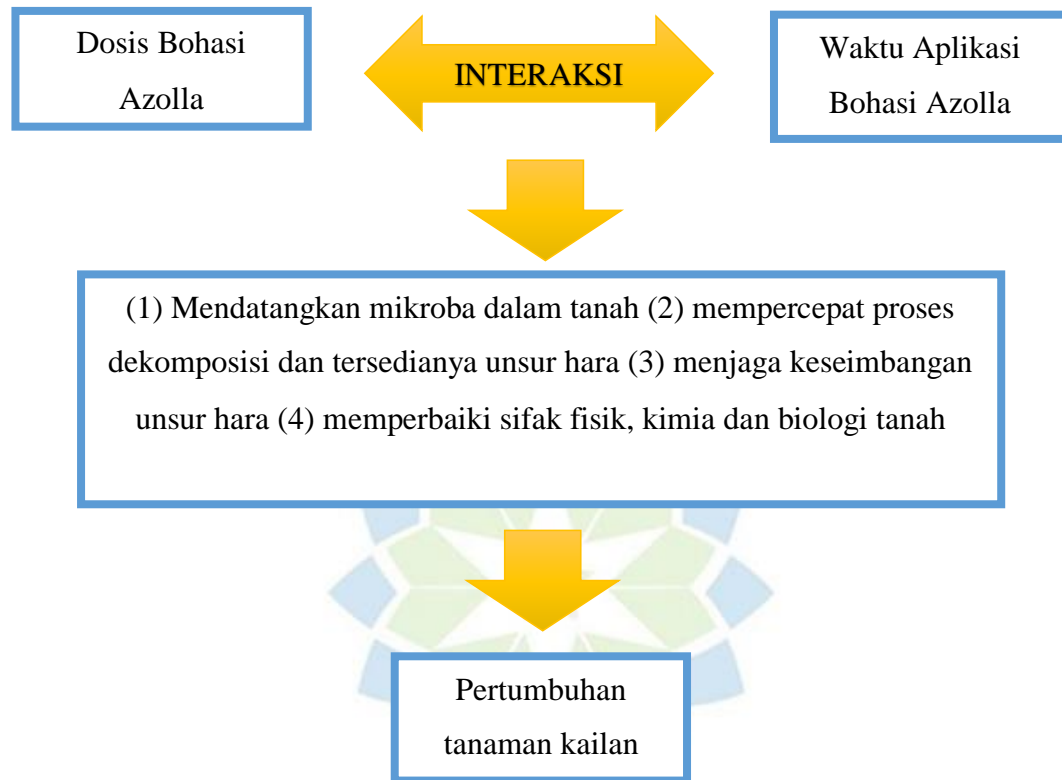 Dosis Bohasi
Azolla
INTERAKSI
Waktu Aplikasi
Bohasi Azolla
(1) Mendatangkan mikroba dalam tanah (2) mempercepat proses
dekomposisi dan tersedianya unsur hara (3) menjaga keseimbangan
unsur hara (4) memperbaiki sifak fisik, kimia dan biologi tanah
Pertumbuhan
tanaman kailan